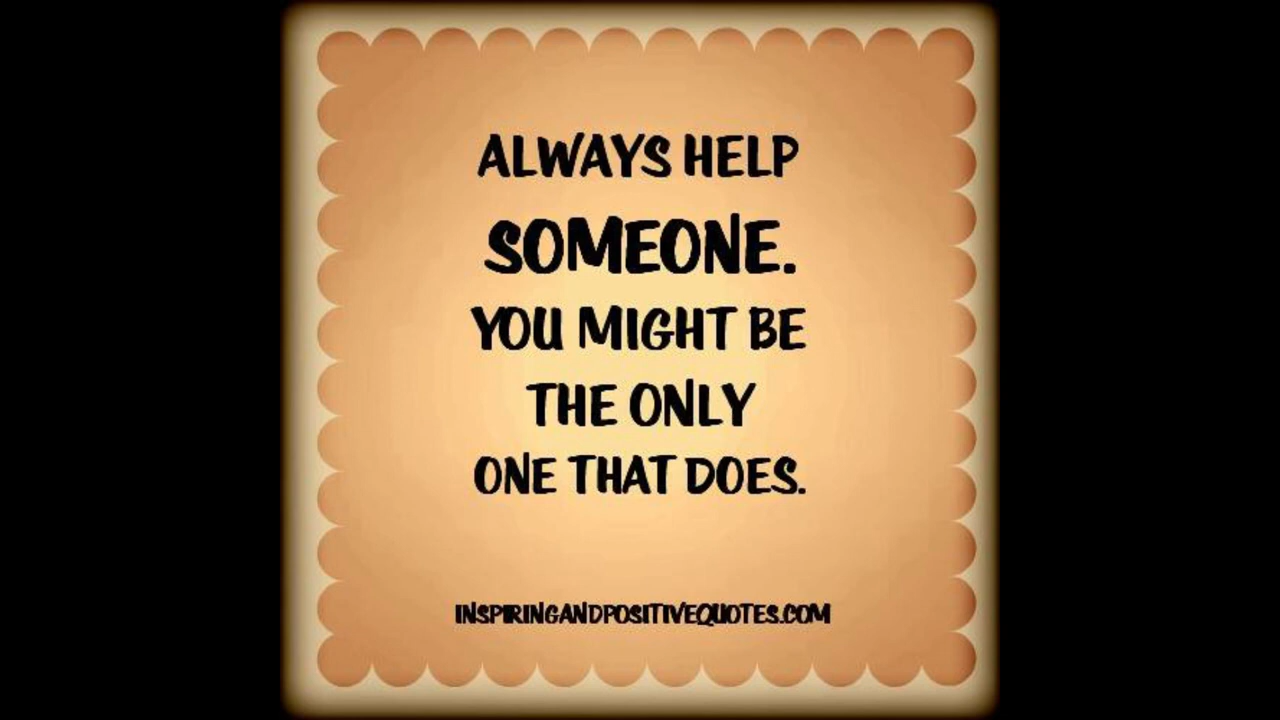 ALWAYS HELP
SOMEONE.
YOU MIGHT BE
THE ONLY
ONE THAT DOES.
INSPIRINGANDPOSITIVEQUOTES.COM